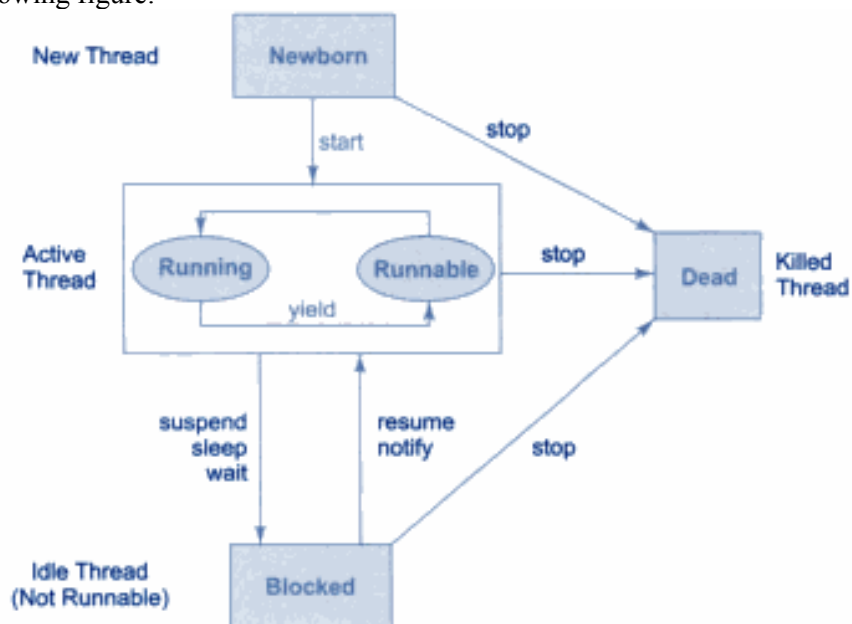 owing figure:
New Thread
Newborn
start
stop
Active
Thread
Running
Runnable
yield
stop
Dead
Killed
Thread
suspend
sleep
wait
resume
notify
stop
Idle Thread
(Not Runnable)
Blocked